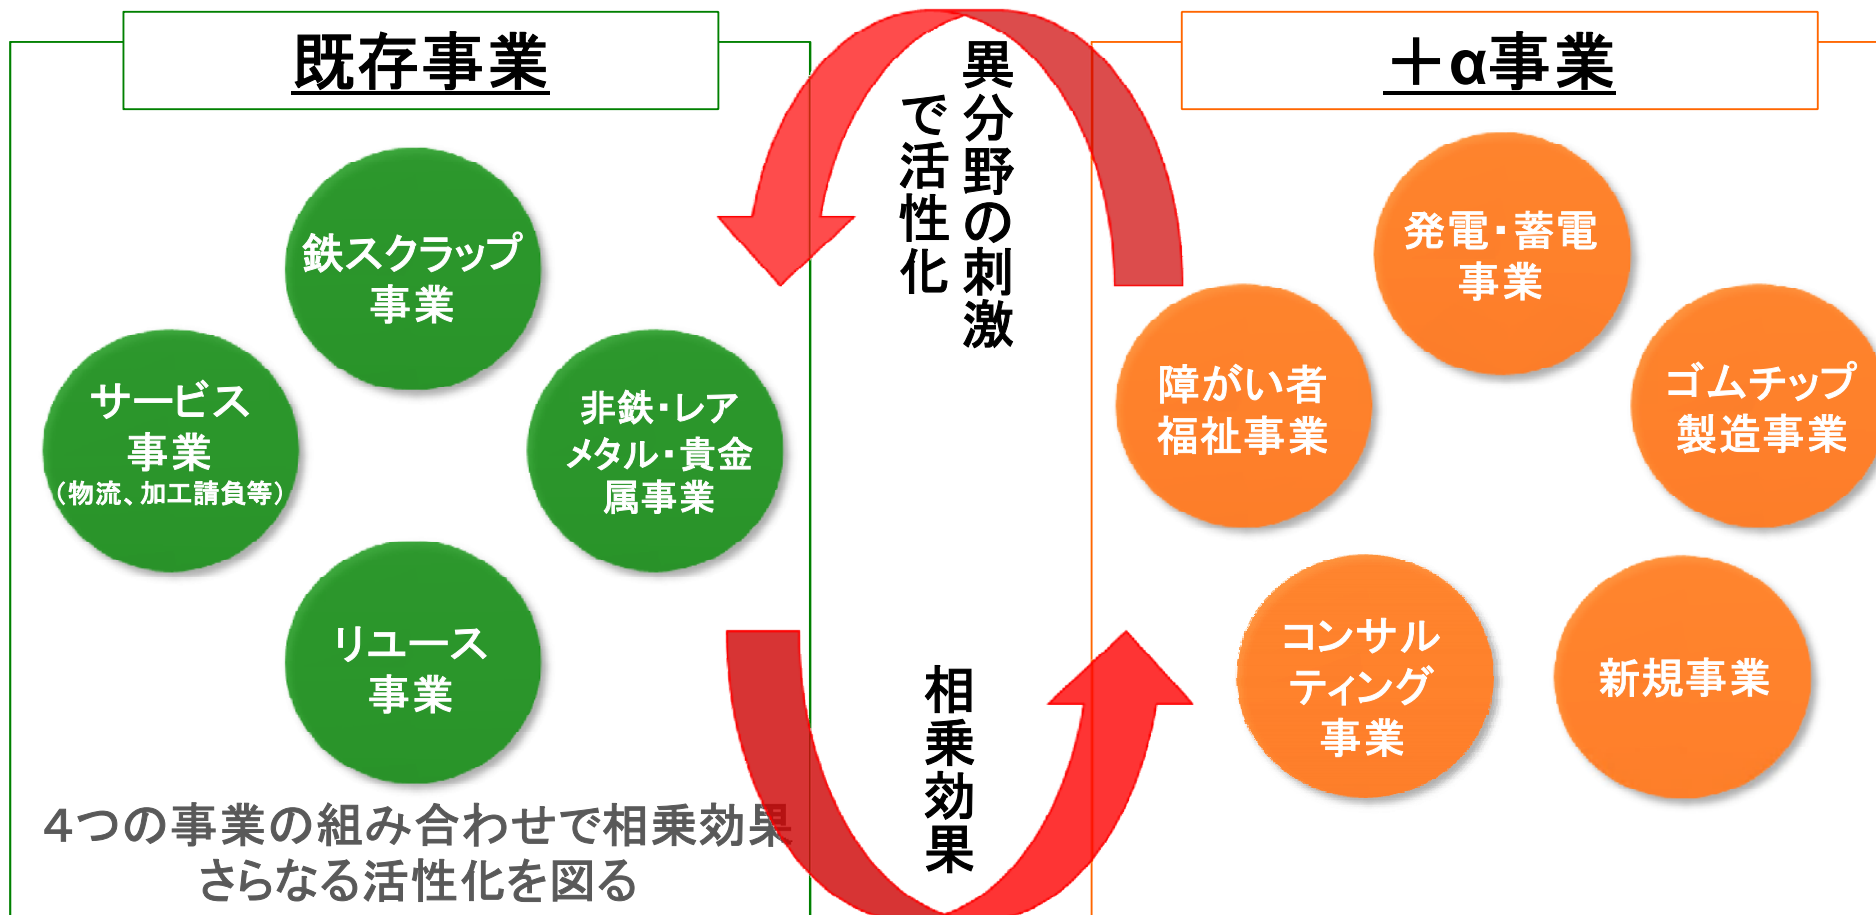 既存事業
鉄スクラップ
事業
サービス
事業
（物流、加工請負等）
非鉄・レア
メタル・貴金
属事業
リユース
事業
４つの事業の組み合わせで相乗効果
さらなる活性化を図る
異分野の刺激
で活性化
相乗効果
＋α事業
発電・蓄電
事業
障がい者
福祉事業
ゴムチップ
製造事業
コンサル
ティング
事業
新規事業